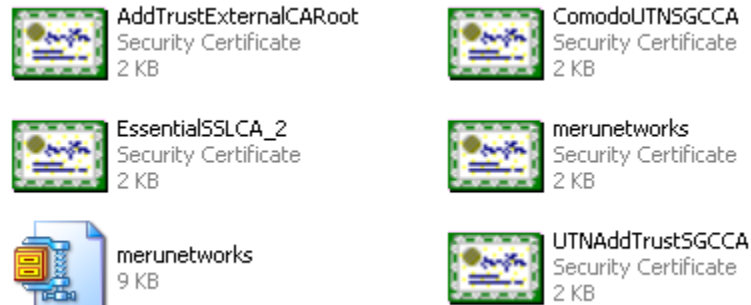 AddTrustExternalCARoot
Security Certificate
2 KB
ComodoUTNSGCCA
Security Certificate
2 KB
EssentialSSLCA_2
Security Certificate
2 KB
merunetworks
Security Certificate
2 KB
merunetworks
9 KB
UTNAddTrustSGCCA
Security Certificate
2 KB